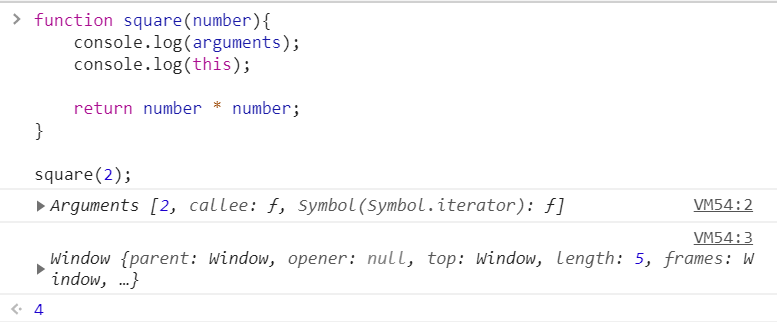 > function square(number){
console.log(arguments);
console.log(this);
return number * number;
}
square(2);
▶Arguments [2, callee: ƒ, Symbol(Symbol.iterator): ƒ] VM54:2
VM54:3
▶Window {parent: Window, opener: null, top: Window, length: 5, frames: W
indow, …}
4